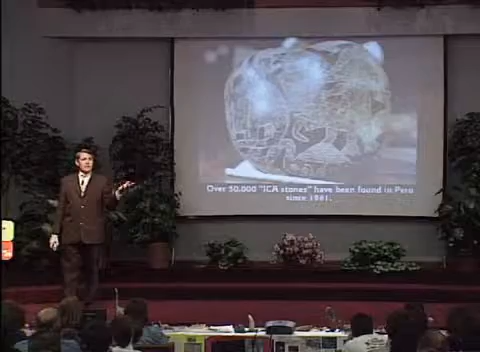 Over 50,000 "ICA stones" have been found in Peru
since 1961.